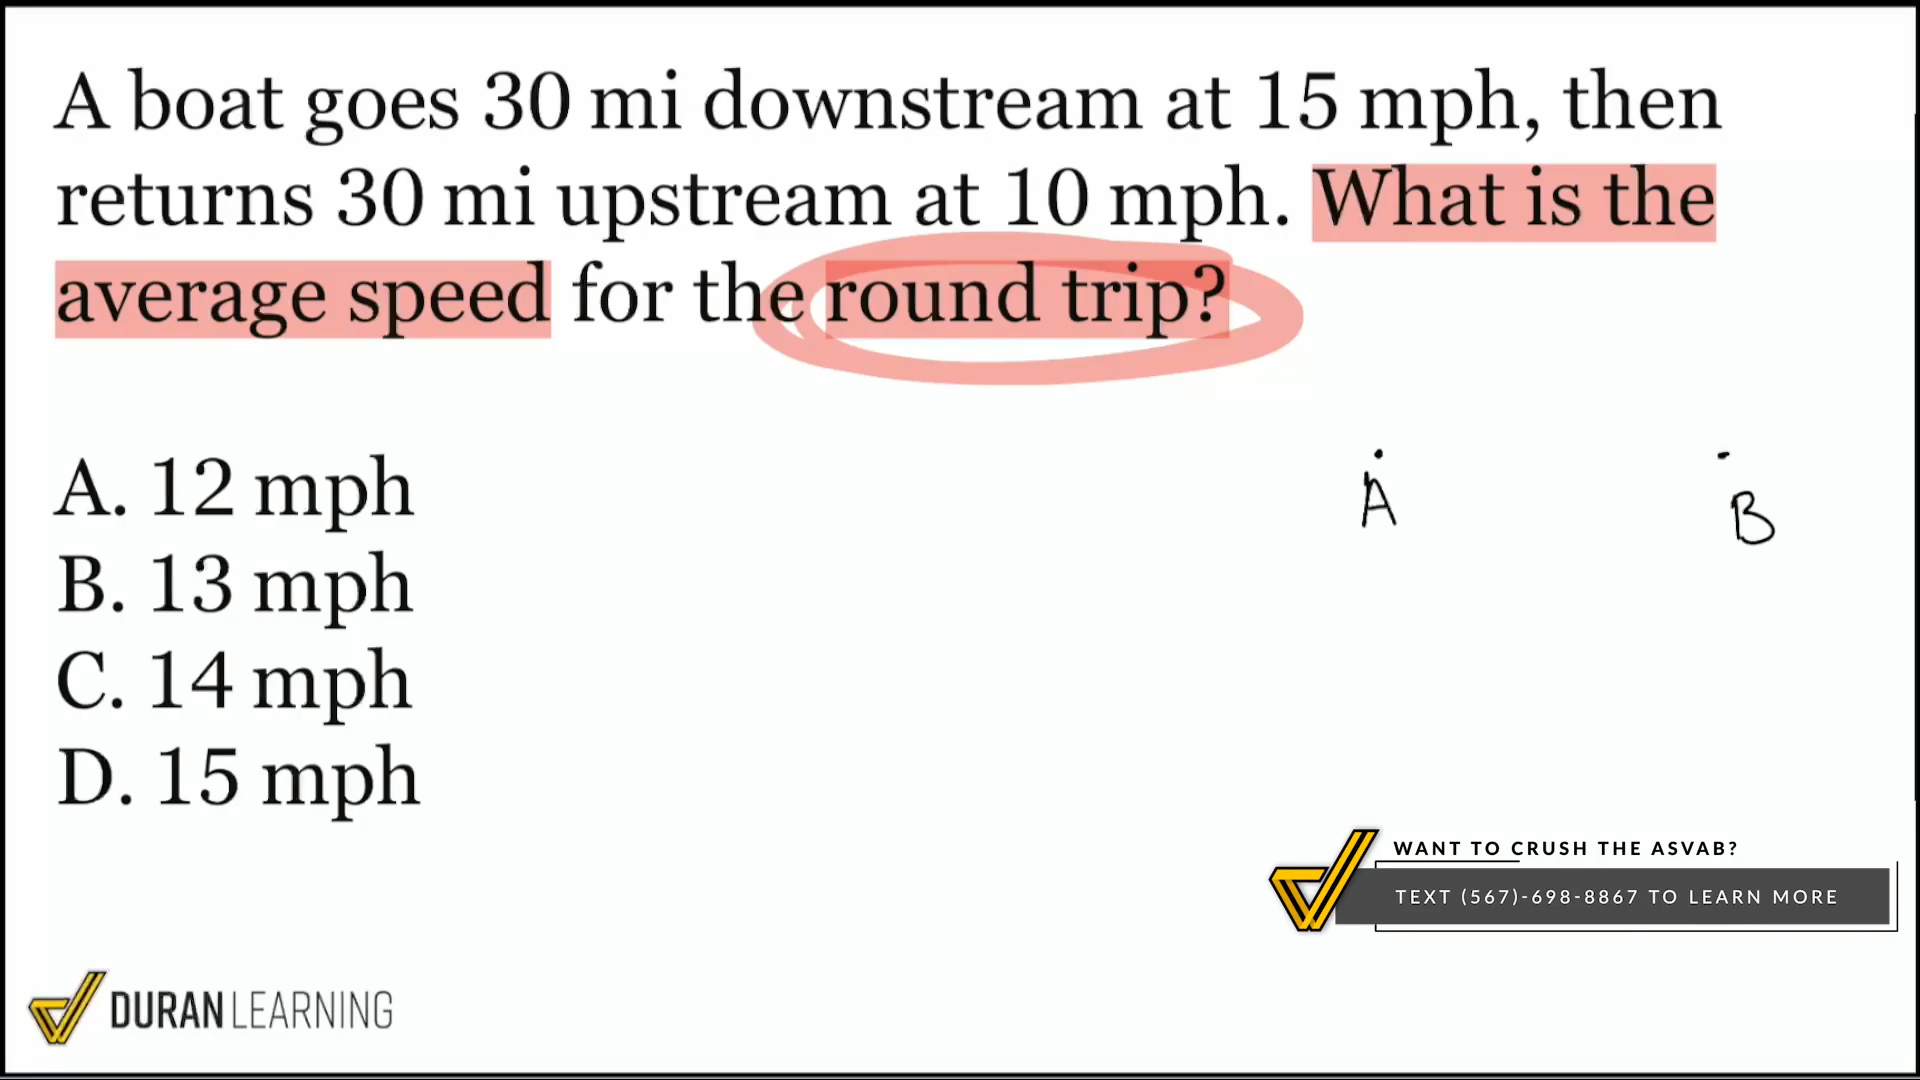 A boat goes 30 mi downstream at 15 mph, then
returns 30 mi upstream at 10 mph. What is the
average speed for the round trip?
A. 12 mph
B. 13 mph
C. 14 mph
D. 15 mph
A
B
WANT TO CRUSH THE ASVAB?
TEXT (567)-698-8867 TO LEARN MORE
DURAN LEARNING